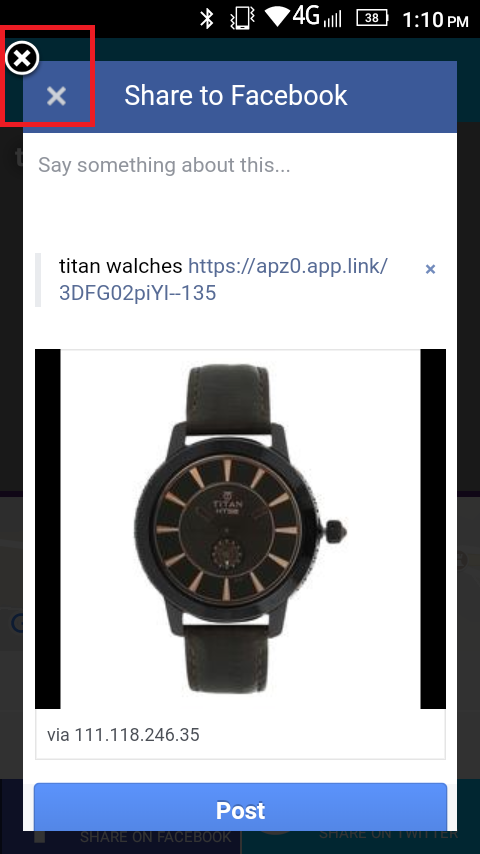 4G 38 1:10 PM
Share to Facebook
Say something about this...
titan walches https://apz0.app.link/
3DFG02piYI--135
TITAN
HTSE
via 111.118.246.35
Post
SHARE ON FACEBOOK SHARE ON TWITTER